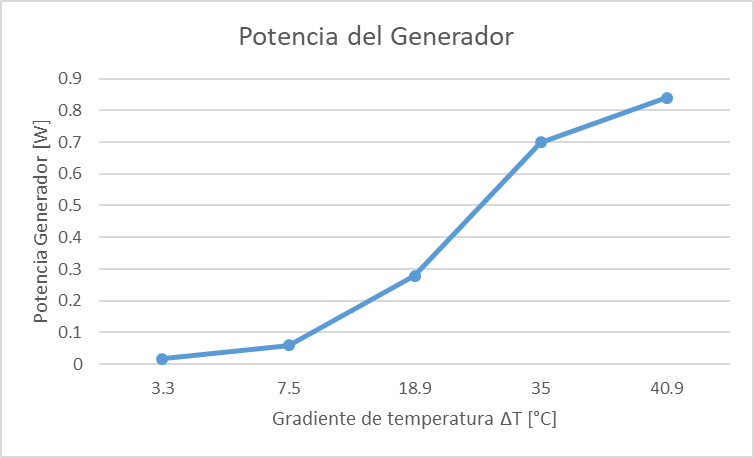 Potencia del Generador
Potencia Generador [W]
0.9
0.8
0.7
0.6
0.5
0.4
0.3
0.2
0.1
0
3.3 7.5 18.9 35 40.9
Gradiente de temperatura ΔT [°C]